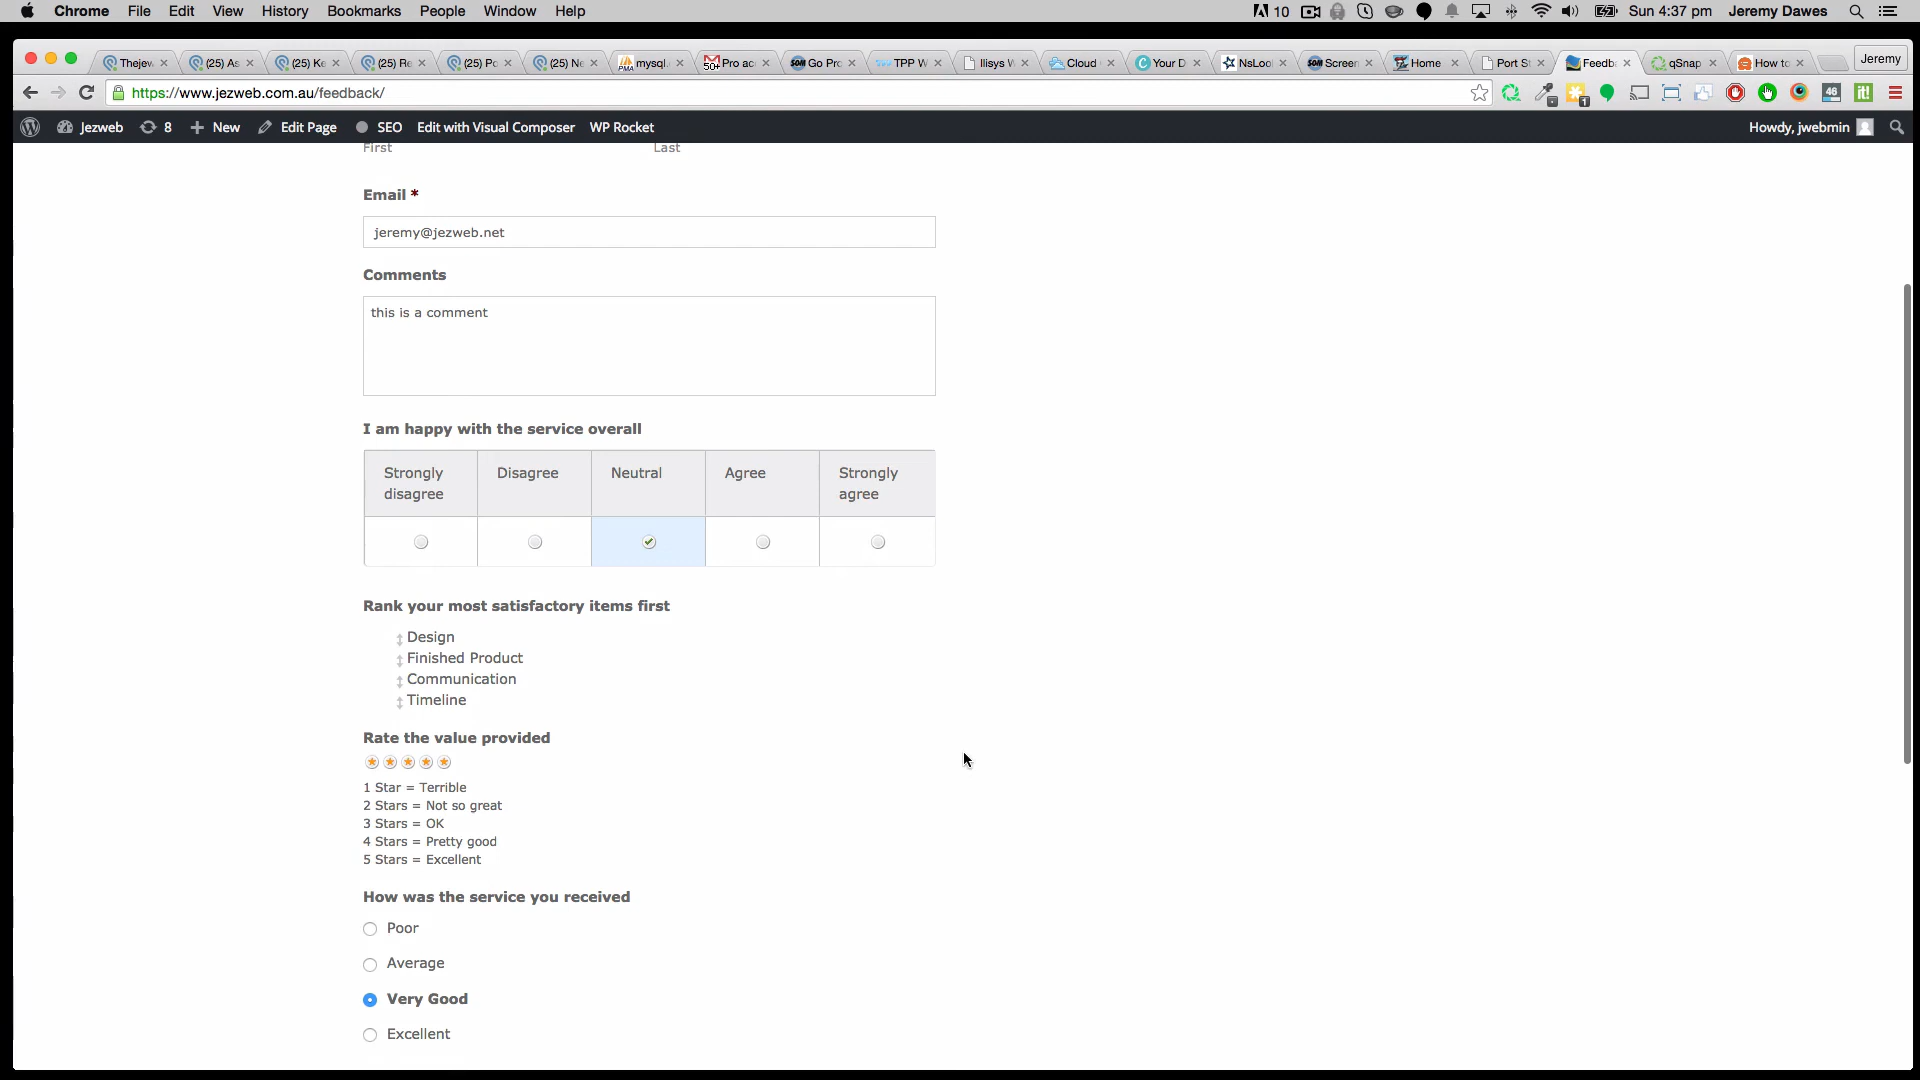 Chrome File Edit View History Bookmarks People Window Help 10 Sun 4:37 pm Jeremy Dawes
Thejew (25) As (25) Ke (25) Re (25) Po (25) Ne mysql. Pro ac Go Pro TPP W Ilisys W Cloud Your D NsLoo Screen Home Port S Feedb qSnap How to Jeremy
https://www.jezweb.com.au/feedback/
Jezweb 8 New Edit Page SEO Edit with Visual Composer WP Rocket Howdy, jwebmin
First Last
Email *
jeremy@jezweb.net
Comments
this is a comment
I am happy with the service overall
Strongly disagree Disagree Neutral Agree Strongly agree
Rank your most satisfactory items first
Design
Finished Product
Communication
Timeline
Rate the value provided
1 Star = Terrible
2 Stars = Not so great
3 Stars = OK
4 Stars = Pretty good
5 Stars = Excellent
How was the service you received
Poor
Average
Very Good
Excellent